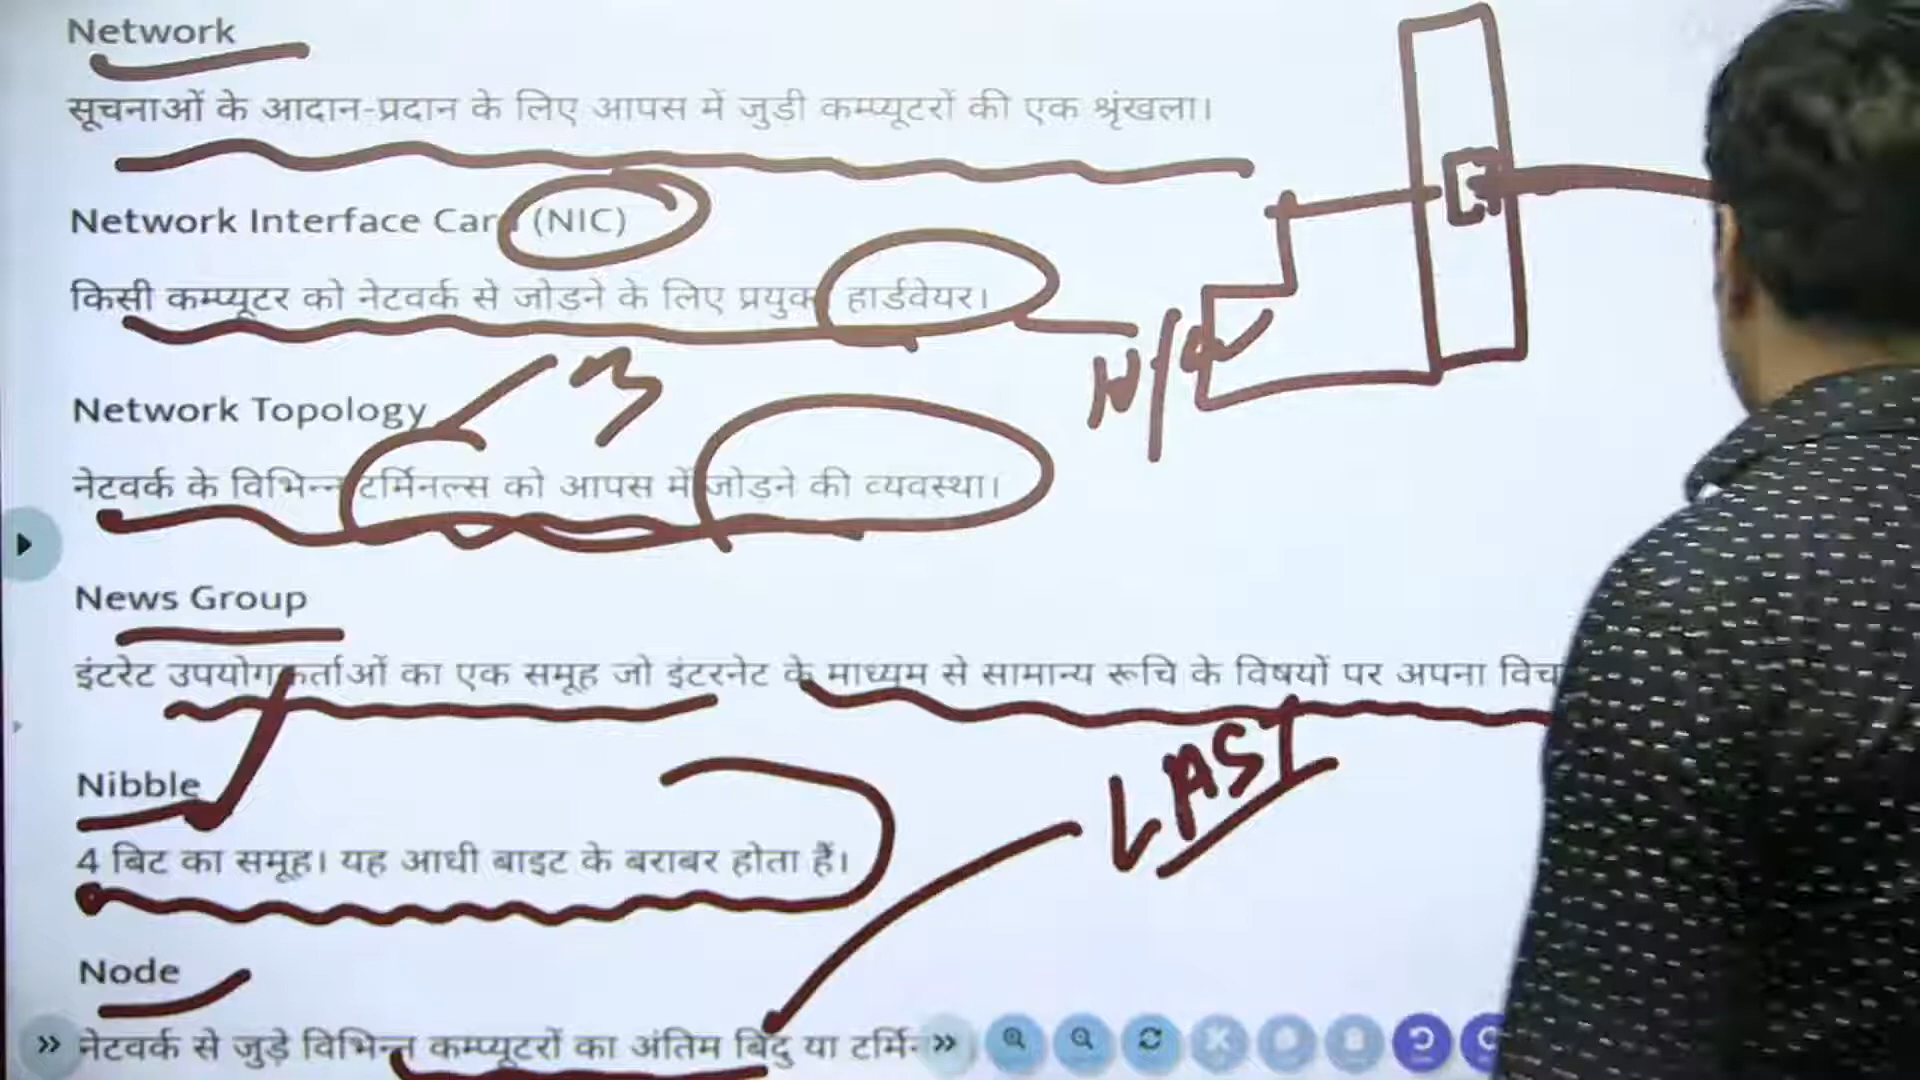 Network
सूचनाओं के आदान-प्रदान के लिए आपस में जुडी कम्प्यूटरों की एक श्रृंखला।
Network Interface Car (NIC)
किसी कम्प्यूटर को नेटवर्क से जोडने के लिए प्रयुक हार्डवेयर।
Network Topology
नेटवर्क के विभिन्न टर्मिनल्स को आपस में जोडने की व्यवस्था।
News Group
इंटरेट उपयोगकर्ताओं का एक समूह जो इंटरनेट के माध्यम से सामान्य रूचि के विषयों पर अपना विच
LAST
Nibble
4 बिट का समूह। यह आधी बाइट के बराबर होता हैं।
Node
नेटवर्क से जुड़े विभिन्न कम्प्यूटरों का अंतिम बिंदु या टर्मिन